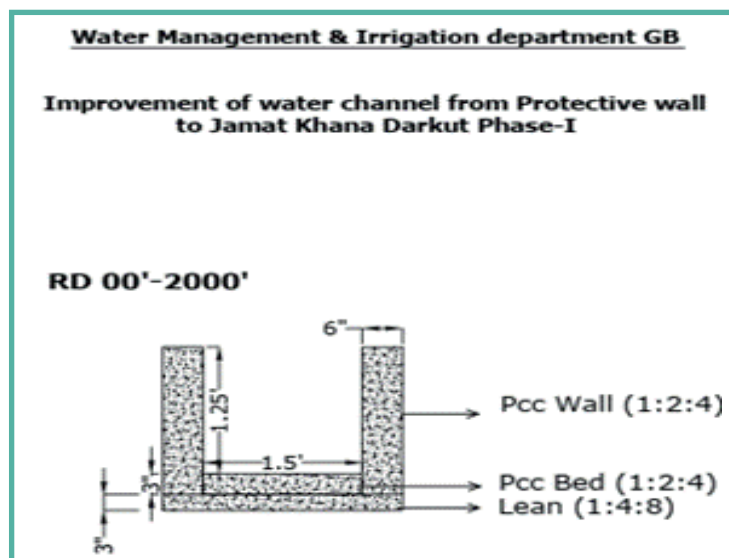 Water Management & Irrigation department GB
Improvement of water channel from Protective wall
to Jamat Khana Darkut Phase-I
RD 00'-2000'
6"
1.25'
Pcc Wall (1:2:4)
1.5'
3"
Pcc Bed (1:2:4)
Lean (1:4:8)
3"